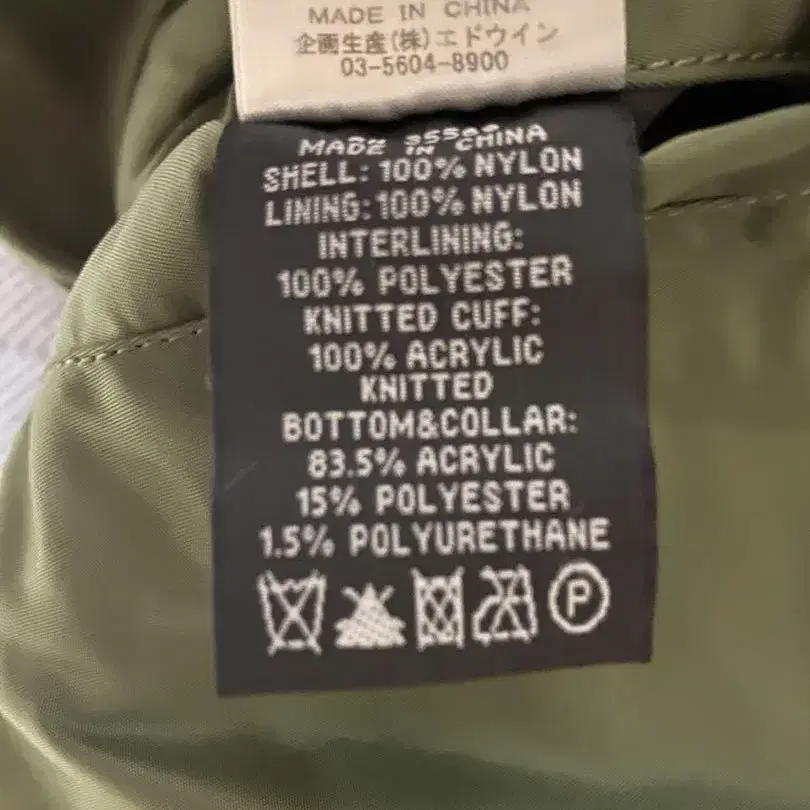 MADE IN CHINA
企画生産(株)エドウイン
03-5604-8900
MADE IN CHINA
SHELL: 100% NYLON
LINING: 100% NYLON
INTERLINING:
100% POLYESTER
KNITTED CUFF:
100% ACRYLIC
KNITTED
BOTTOM&COLLAR:
83.5% ACRYLIC
15% POLYESTER
1.5% POLYURETHANE
P